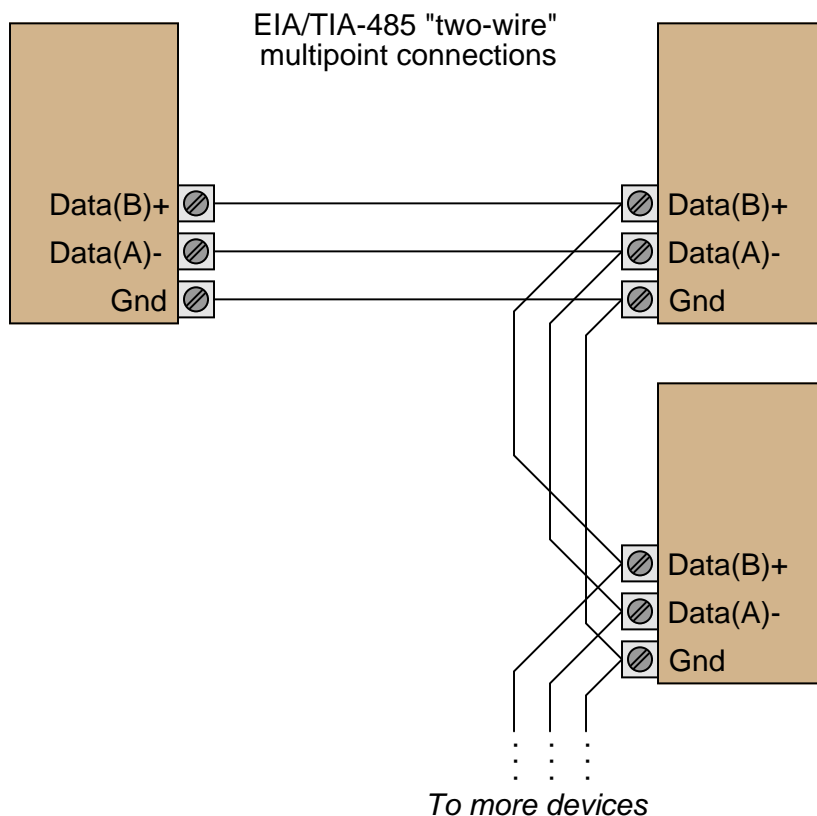 EIA/TIA-485 "two-wire"
multipoint connections
Data(B)+
Data(A)-
Gnd
Data(B)+
Data(A)-
Gnd
Data(B)+
Data(A)-
Gnd
To more devices